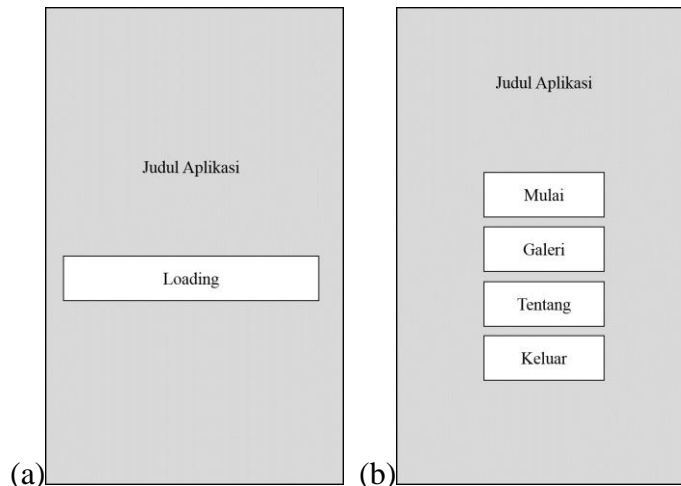 Judul Aplikasi
Loading
(a)
Judul Aplikasi
Mulai
Galeri
Tentang
Keluar
(b)